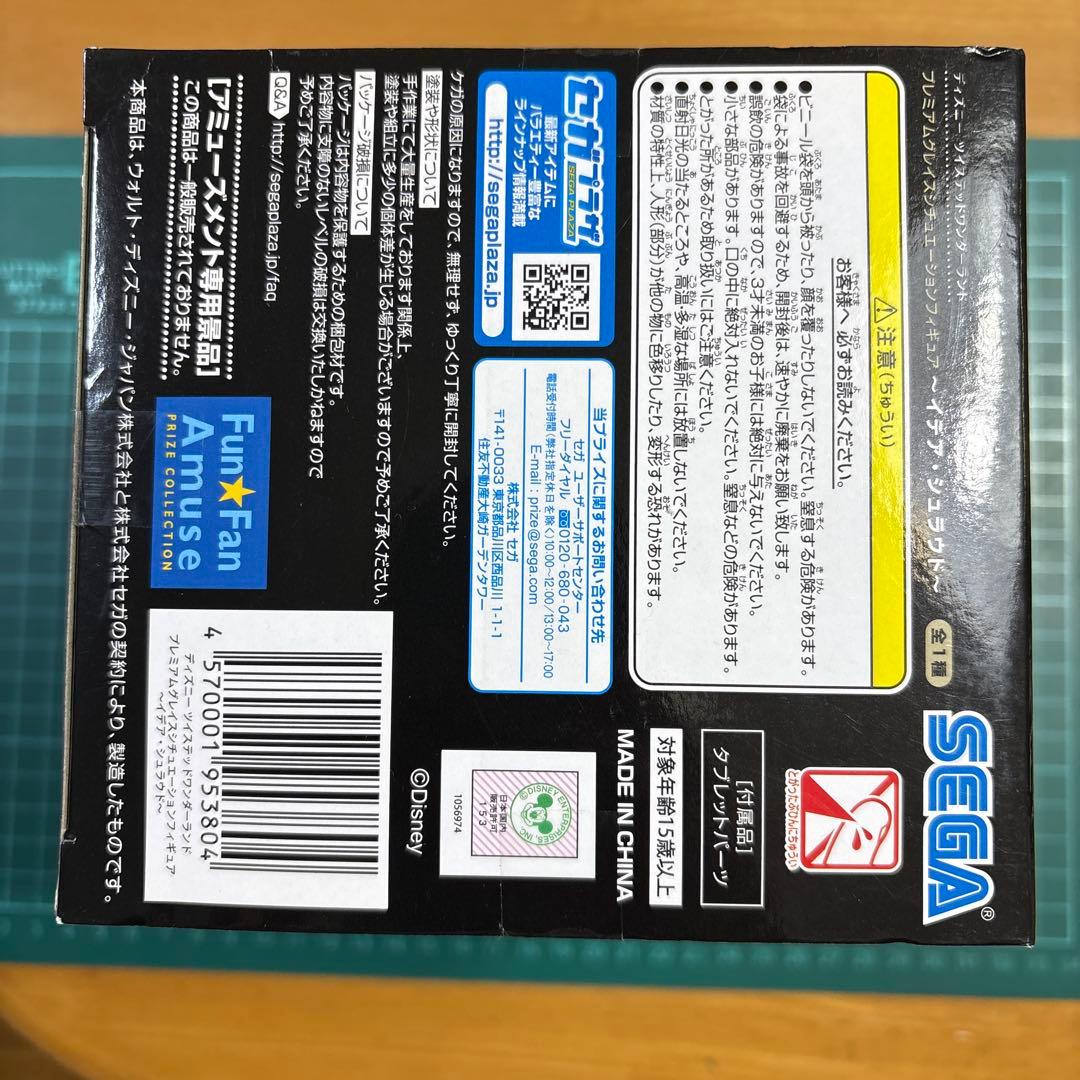 ディズニー ツイステッドワンダーランド
プレミアムグレイスシチュエーションフィギュア ～イデア・シュラウド～
全1種
SEGA®
⚠注意（ちゅうい）
お客様へ 必ずお読みください。
●ビニール袋を頭から被ったり、顔を覆ったりしないでください。窒息する危険があります。
袋による事故を回避するため、開封後は、速やかに廃棄をお願い致します。
●誤飲の危険がありますので、3才未満のお子様には絶対に与えないでください。
●小さな部品があります。口の中に絶対入れないでください。窒息などの危険があります。
●とがった所があるため取り扱いにはご注意ください。
●直射日光の当たるところや、高温・多湿な場所には放置しないでください。
●材質の特性上、人形（部分）が他の物に色移りしたり、変形する恐れがあります。
とがったぶひんにちゅうい
[付属品]
タブレットパーツ
対象年齢15歳以上
MADE IN CHINA
セガプラザ
SEGA PLAZA
最新アイテムに
バラエティー豊富な
ラインナップ情報満載
http://segaplaza.jp
当プライズに関するお問い合わせ先
セガ ユーザーサポートセンター
フリーダイヤル 0120-680-043
電話受付時間（弊社指定休日を除く）10:00～12:00/13:00～17:00
E-mail : prize@sega.com
株式会社 セガ
〒141-0033 東京都品川区西品川 1-1-1
住友不動産大崎ガーデンタワー
©DISNEY ENTERPRISES, INC.
日本国内
販売許可
153
1056974
©Disney
ケガの原因になりますので、無理せず、ゆっくり丁寧に開封してください。
塗装や形状について
手作業にて大量生産をしております関係上、
塗装や組立に多少の個体差が生じる場合がございますので予めご了承ください。
パッケージ破損について
パッケージは内容物を保護するための梱包材です。
内容物に支障のないレベルの破損は交換いたしかねますので
予めご了承ください。
Q&A http://segaplaza.jp/faq
[アミューズメント専用景品]
この商品は一般販売されておりません。
Fun★Fan
Amuse
PRIZE COLLECTION
4 570001 953804
ディズニー ツイステッドワンダーランド
プレミアムグレイスシチュエーションフィギュア
～イデア・シュラウド～
本商品は、ウォルト・ディズニー・ジャパン株式会社と株式会社セガの契約により、製造したものです。